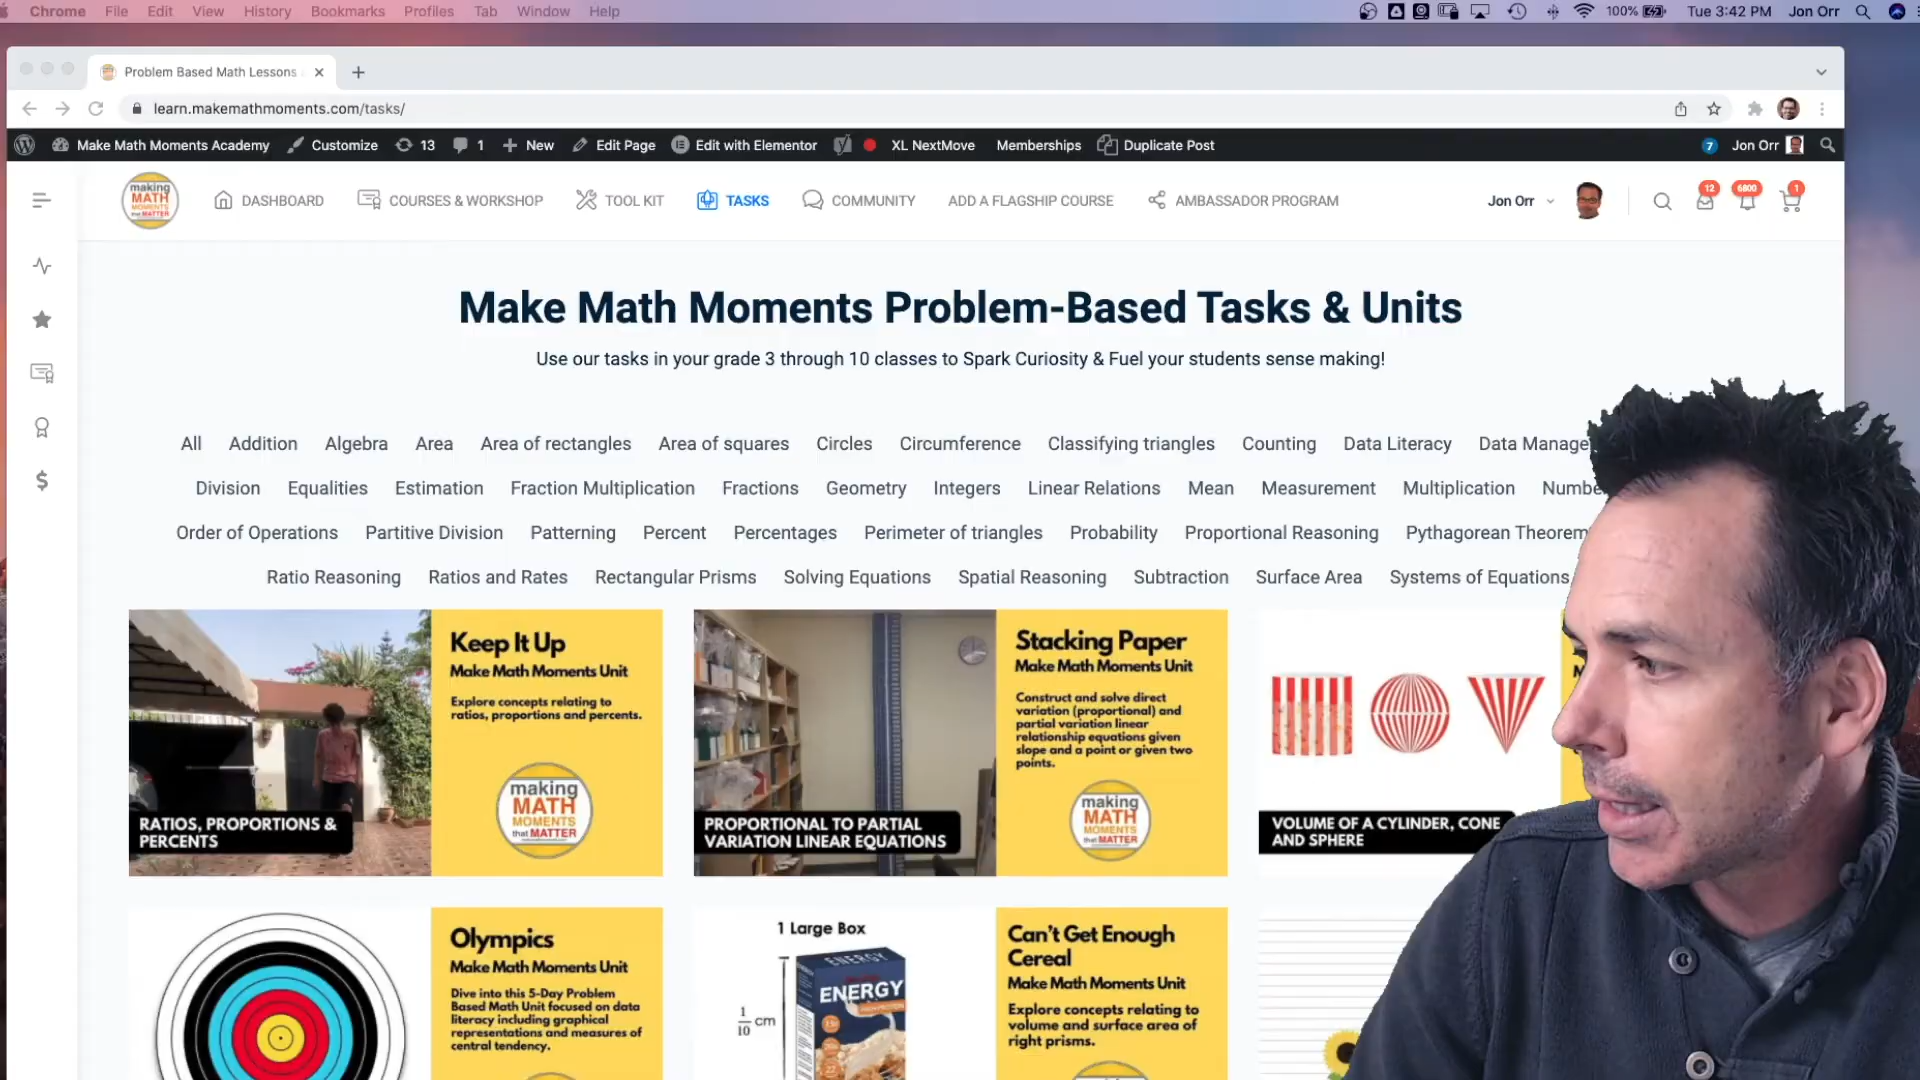 Chrome File Edit View History Bookmarks Profiles Tab Window Help 100% Tue 3:42 PM Jon Orr
Problem Based Math Lessons
learn.makemathmoments.com/tasks/
Make Math Moments Academy Customize 13 1 New Edit Page Edit with Elementor XL NextMove Memberships Duplicate Post 7 Jon Orr
making MATH MOMENTS that MATTER DASHBOARD COURSES & WORKSHOP TOOL KIT TASKS COMMUNITY ADD A FLAGSHIP COURSE AMBASSADOR PROGRAM Jon Orr 12 6800 1
Make Math Moments Problem-Based Tasks & Units
Use our tasks in your grade 3 through 10 classes to Spark Curiosity & Fuel your students sense making!
All Addition Algebra Area Area of rectangles Area of squares Circles Circumference Classifying triangles Counting Data Literacy Data
Division Equalities Estimation Fraction Multiplication Fractions Geometry Integers Linear Relations Mean Measurement Multiplication
Order of Operations Partitive Division Patterning Percent Percentages Perimeter of triangles Probability Proportional Reasoning Pythagorean Theorem
Ratio Reasoning Ratios and Rates Rectangular Prisms Solving Equations Spatial Reasoning Subtraction Surface Area Systems of Equations
Keep It Up
Make Math Moments Unit
Explore concepts relating to
ratios, proportions and percents.
making
MATH
MOMENTS
that MATTER
RATIOS, PROPORTIONS &
PERCENTS
Stacking Paper
Make Math Moments Unit
Construct and solve direct
variation (proportional) and
partial variation linear
relationship equations given
slope and a point or given two
points.
making
MATH
MOMENTS
that MATTER
PROPORTIONAL TO PARTIAL
VARIATION LINEAR EQUATIONS
VOLUME OF A CYLINDER, CONE
AND SPHERE
Olympics
Make Math Moments Unit
Dive into this 5-Day Problem
Based Math Unit focused on data
literacy including graphical
representations and measures of
central tendency.
1 Large Box
1/10 cm
ENERGY
ENERGY
Can't Get Enough
Cereal
Make Math Moments Unit
Explore concepts relating to
volume and surface area of
right prisms.